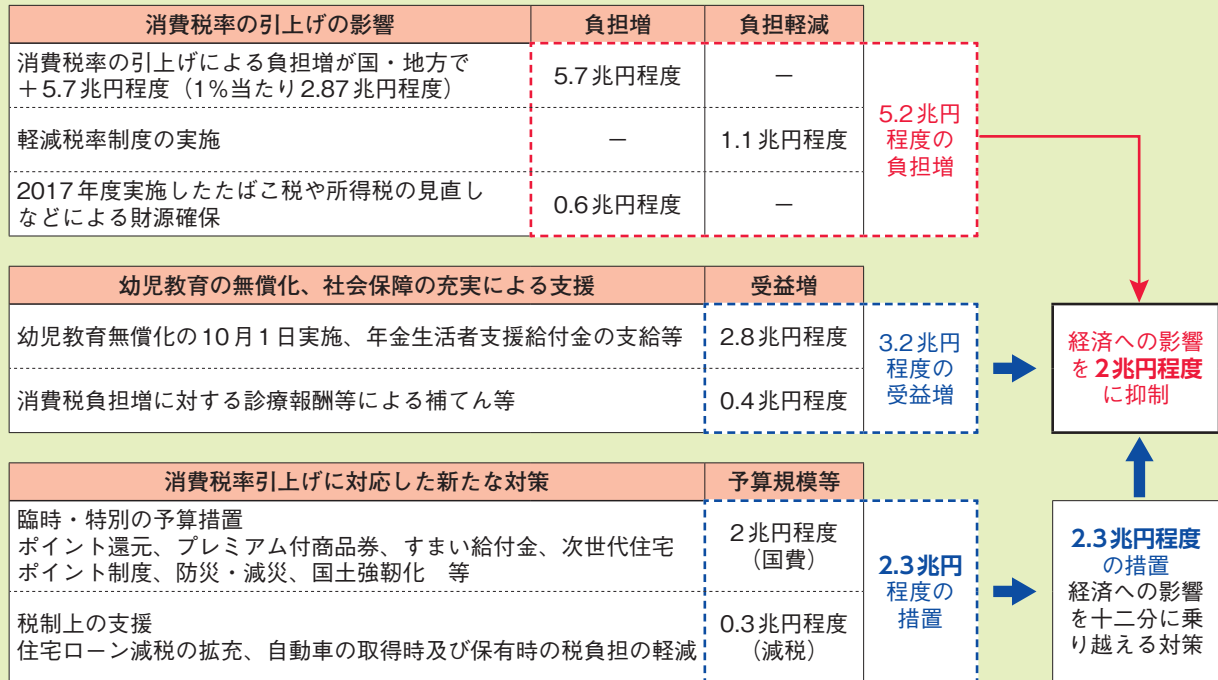 消費税率の引上げの影響
負担増
負担軽減
消費税率の引上げによる負担増が国・地方で
＋5.7兆円程度（1％当たり2.87兆円程度）
5.7兆円程度
－
軽減税率制度の実施
－
1.1兆円程度
2017年度実施したたばこ税や所得税の見直し
などによる財源確保
0.6兆円程度
－
5.2兆円
程度の
負担増
幼児教育の無償化、社会保障の充実による支援
受益増
幼児教育無償化の10月1日実施、年金生活者支援給付金の支給等
2.8兆円程度
消費税負担増に対する診療報酬等による補てん等
0.4兆円程度
3.2兆円
程度の
受益増
経済への影響
を2兆円程度
に抑制
消費税率引上げに対応した新たな対策
予算規模等
臨時・特別の予算措置
ポイント還元、プレミアム付商品券、すまい給付金、次世代住宅
ポイント制度、防災・減災、国土強靭化　等
2兆円程度
（国費）
税制上の支援
住宅ローン減税の拡充、自動車の取得時及び保有時の税負担の軽減
0.3兆円程度
（減税）
2.3兆円
程度の
措置
2.3兆円程度
の措置
経済への影響
を十二分に乗
り越える対策